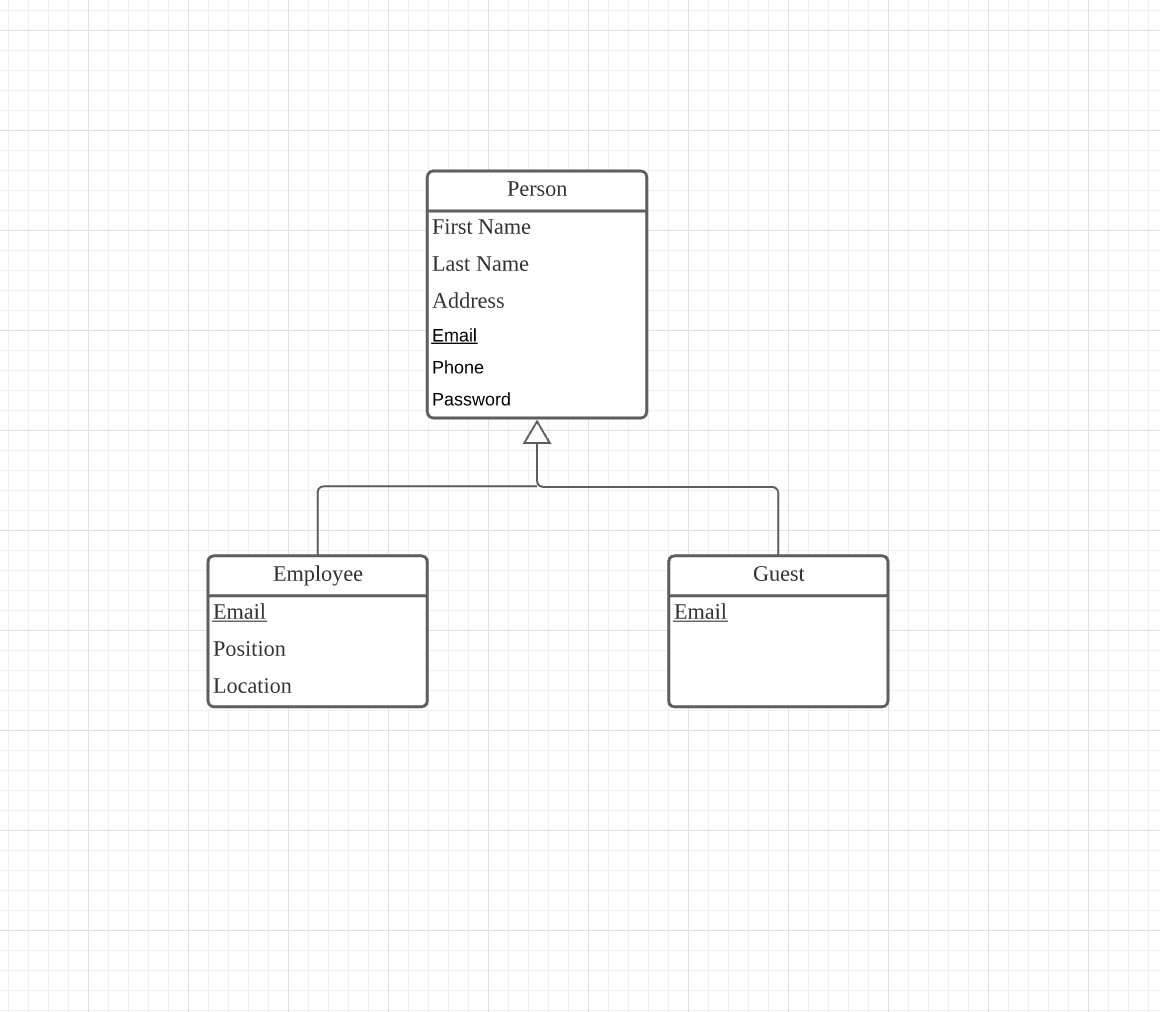 Person
First Name
Last Name
Address
Email
Phone
Password
Employee
Email
Position
Location
Guest
Email